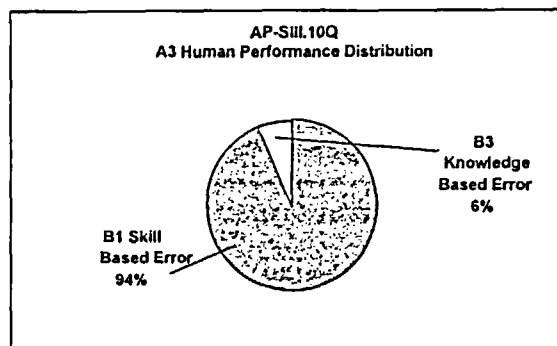 AP-SIII.10Q
A3 Human Performance Distribution
B3
Knowledge
Based Error
6%
B1 Skill
Based Error
94%